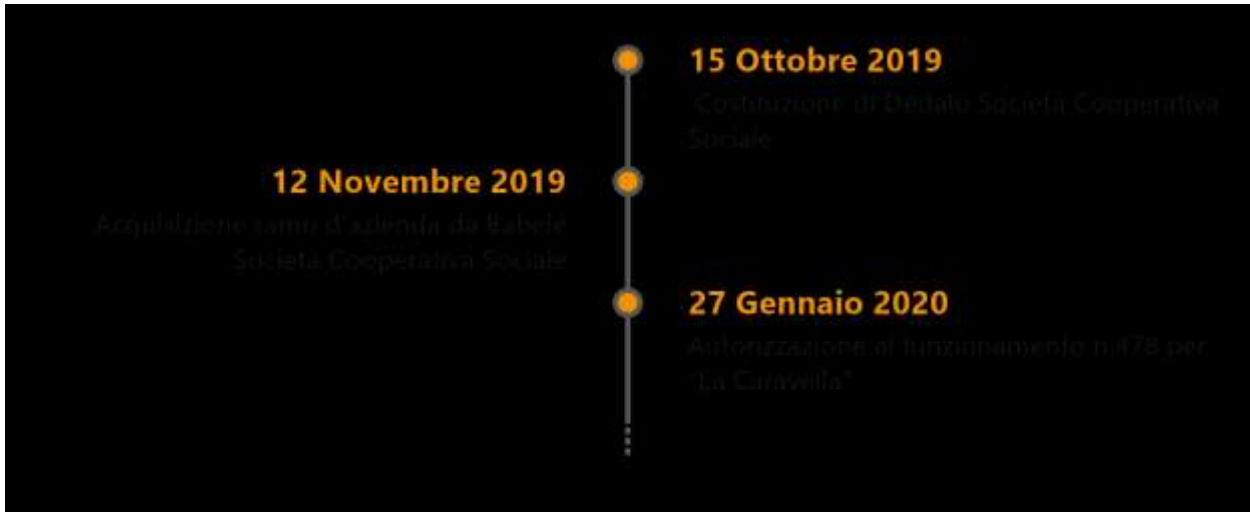 15 Ottobre 2019
Costituzione di Dedalo Società Cooperativa
Sociale
12 Novembre 2019
Acquisizione ramo d'azienda da Babele
Società Cooperativa Sociale
27 Gennaio 2020
Autorizzazione al funzionamento n.478 per
"La Caravella"